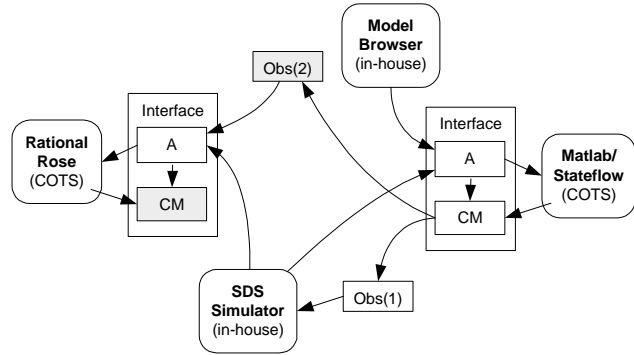 Model
Browser
(in-house)
Obs(2)
Interface
A
CM
Rational
Rose
(COTS)
Interface
A
CM
Matlab/
Stateflow
(COTS)
SDS
Simulator
(in-house)
Obs(1)